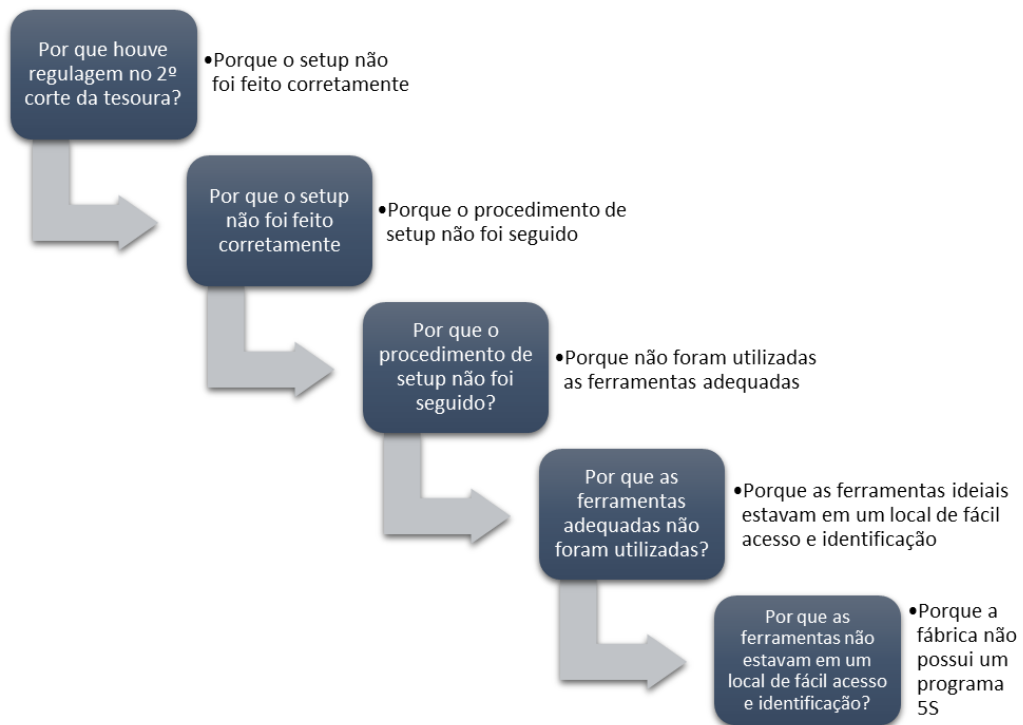 Por que houve
regulagem no 2º
corte da tesoura?
•Porque o setup não
foi feito corretamente
Por que o setup
não foi feito
corretamente
•Porque o procedimento de
setup não foi seguido
Por que o
procedimento de
setup não foi
seguido?
•Porque não foram utilizadas
as ferramentas adequadas
Por que as
ferramentas
adequadas não
foram utilizadas?
•Porque as ferramentas ideiais
estavam em um local de fácil
acesso e identificação
Por que as
ferramentas não
estavam em um
local de fácil acesso
e identificação?
•Porque a
fábrica não
possui um
programa
5S